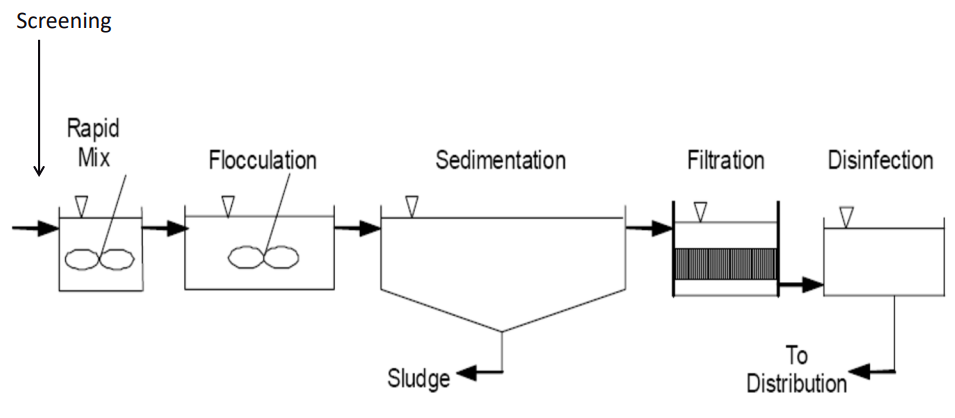 Screening
Rapid
Mix
Flocculation
Sedimentation
Filtration
Disinfection
Sludge
To
Distribution